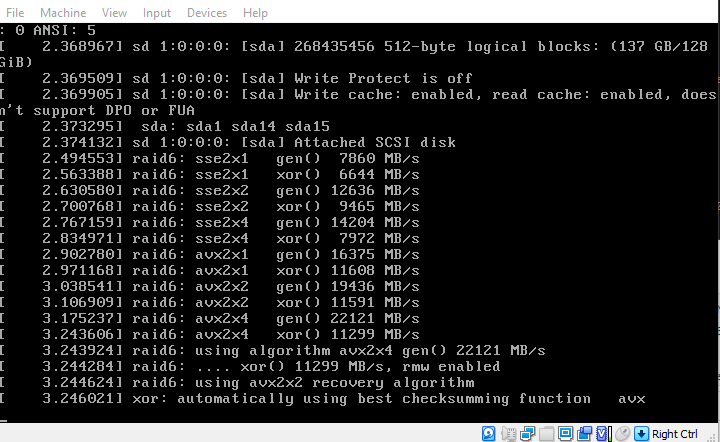 File Machine View Input Devices Help
: 0 ANSI: 5
[    2.368967] sd 1:0:0:0: [sda] 268435456 512-byte logical blocks: (137 GB/128
GiB)
[    2.369509] sd 1:0:0:0: [sda] Write Protect is off
[    2.369905] sd 1:0:0:0: [sda] Write cache: enabled, read cache: enabled, does
n't support DPO or FUA
[    2.373295]  sda: sda1 sda14 sda15
[    2.374132] sd 1:0:0:0: [sda] Attached SCSI disk
[    2.494553] raid6: sse2x1   gen()  7860 MB/s
[    2.563388] raid6: sse2x1   xor()  6644 MB/s
[    2.630580] raid6: sse2x2   gen() 12636 MB/s
[    2.700768] raid6: sse2x2   xor()  9465 MB/s
[    2.767159] raid6: sse2x4   gen() 14204 MB/s
[    2.834971] raid6: sse2x4   xor()  7972 MB/s
[    2.902780] raid6: avx2x1   gen() 16375 MB/s
[    2.971168] raid6: avx2x1   xor() 11608 MB/s
[    3.038541] raid6: avx2x2   gen() 19436 MB/s
[    3.106909] raid6: avx2x2   xor() 11591 MB/s
[    3.175237] raid6: avx2x4   gen() 22121 MB/s
[    3.243606] raid6: avx2x4   xor() 11299 MB/s
[    3.243924] raid6: using algorithm avx2x4 gen() 22121 MB/s
[    3.244284] raid6: .... xor() 11299 MB/s, rmw enabled
[    3.244624] raid6: using avx2x2 recovery algorithm
[    3.246021] xor: automatically using best checksumming function   avx
_
Right Ctrl